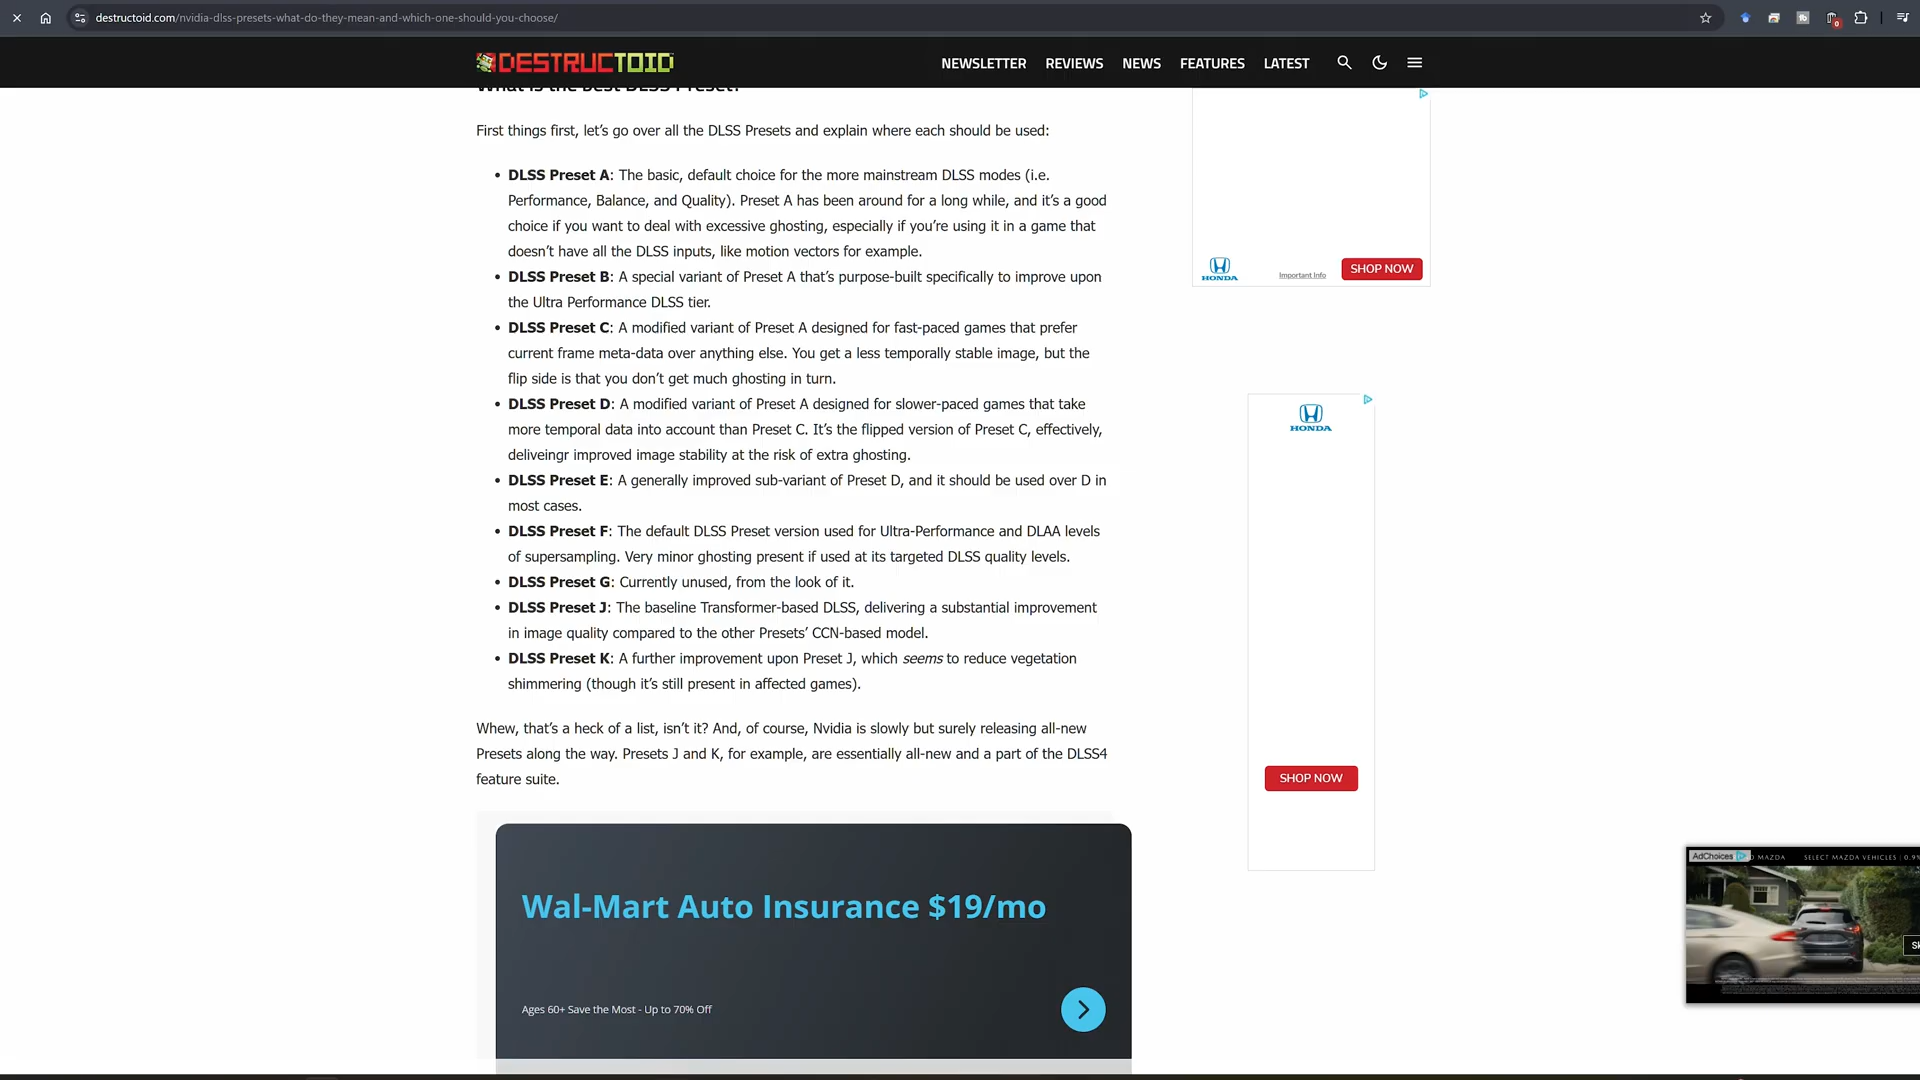 destructoid.com/nvidia-dlss-presets-what-do-they-mean-and-which-one-should-you-choose/
0
DESTRUCTOID
NEWSLETTER
REVIEWS
NEWS
FEATURES
LATEST
What is the best DLSS Preset?
First things first, let’s go over all the DLSS Presets and explain where each should be used:
• DLSS Preset A: The basic, default choice for the more mainstream DLSS modes (i.e.
Performance, Balance, and Quality). Preset A has been around for a long while, and it’s a good
choice if you want to deal with excessive ghosting, especially if you’re using it in a game that
doesn’t have all the DLSS inputs, like motion vectors for example.
• DLSS Preset B: A special variant of Preset A that’s purpose-built specifically to improve upon
the Ultra Performance DLSS tier.
• DLSS Preset C: A modified variant of Preset A designed for fast-paced games that prefer
current frame meta-data over anything else. You get a less temporally stable image, but the
flip side is that you don’t get much ghosting in turn.
• DLSS Preset D: A modified variant of Preset A designed for slower-paced games that take
more temporal data into account than Preset C. It’s the flipped version of Preset C, effectively,
deliveingr improved image stability at the risk of extra ghosting.
• DLSS Preset E: A generally improved sub-variant of Preset D, and it should be used over D in
most cases.
• DLSS Preset F: The default DLSS Preset version used for Ultra-Performance and DLAA levels
of supersampling. Very minor ghosting present if used at its targeted DLSS quality levels.
• DLSS Preset G: Currently unused, from the look of it.
• DLSS Preset J: The baseline Transformer-based DLSS, delivering a substantial improvement
in image quality compared to the other Presets’ CCN-based model.
• DLSS Preset K: A further improvement upon Preset J, which seems to reduce vegetation
shimmering (though it’s still present in affected games).
Whew, that’s a heck of a list, isn’t it? And, of course, Nvidia is slowly but surely releasing all-new
Presets along the way. Presets J and K, for example, are essentially all-new and a part of the DLSS4
feature suite.
Wal-Mart Auto Insurance $19/mo
Ages 60+ Save the Most - Up to 70% Off
HONDA
Important Info
SHOP NOW
HONDA
SHOP NOW
AdChoices
MAZDA
SELECT MAZDA VEHICLES | 0.9%